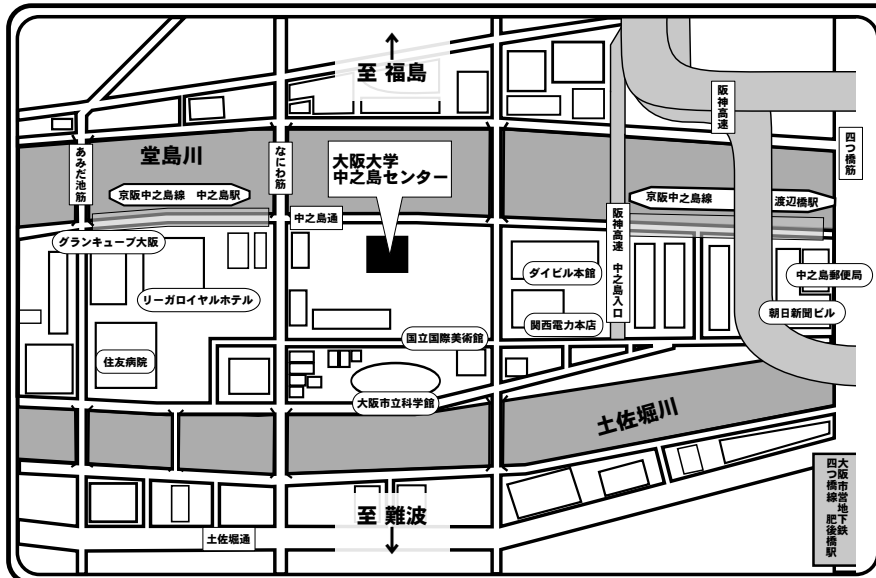 至 福島
阪神高速
四つ橋筋
あみだ池筋
堂島川
なにわ筋
大阪大学
中之島センター
京阪中之島線　中之島駅
京阪中之島線
渡辺橋駅
中之島通
阪神高速　中之島入口
グランキューブ大阪
ダイビル本館
中之島郵便局
リーガロイヤルホテル
朝日新聞ビル
関西電力本店
国立国際美術館
住友病院
大阪市立科学館
土佐堀川
大阪市営地下鉄
四つ橋線　肥後橋駅
至 難波
土佐堀通